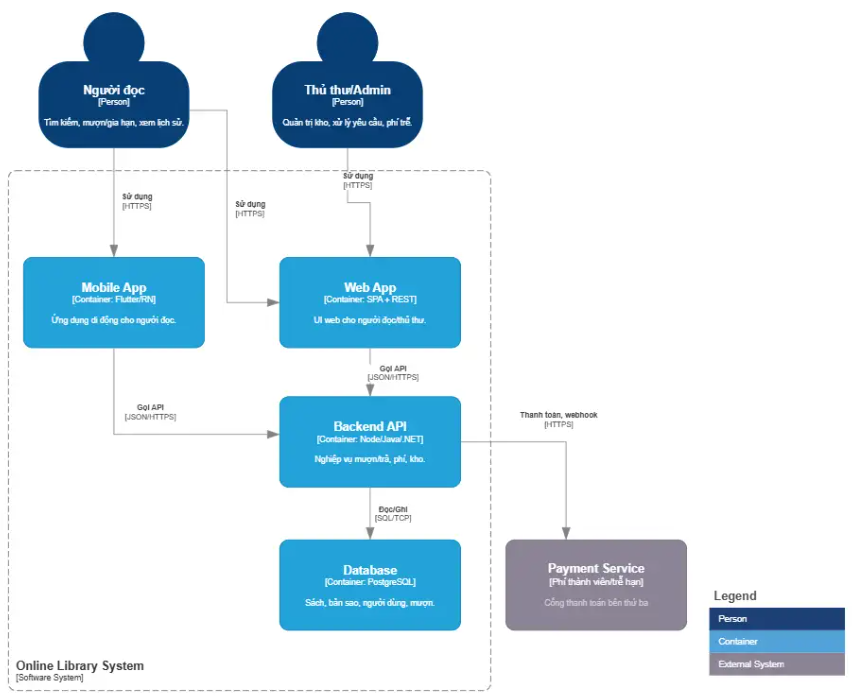 Người đọc
[Person]
Tìm kiếm, mượn/gia hạn, xem lịch sử.
Thủ thư/Admin
[Person]
Quản trị kho, xử lý yêu cầu, phí trễ.
Sử dụng
[HTTPS]
Sử dụng
[HTTPS]
Sử dụng
[HTTPS]
Mobile App
[Container: Flutter/RN]
Ứng dụng di động cho người đọc.
Web App
[Container: SPA + REST]
UI web cho người đọc/thủ thư.
Gọi API
[JSON/HTTPS]
Gọi API
[JSON/HTTPS]
Backend API
[Container: Node/Java/.NET]
Nghiệp vụ mượn/trả, phí, kho.
Thanh toán, webhook
[HTTPS]
Đọc/Ghi
[SQL/TCP]
Database
[Container: PostgreSQL]
Sách, bản sao, người dùng, mượn.
Payment Service
[Phí thành viên/trễ hạn]
Cổng thanh toán bên thứ ba
Legend
Person
Container
External System
Online Library System
[Software System]